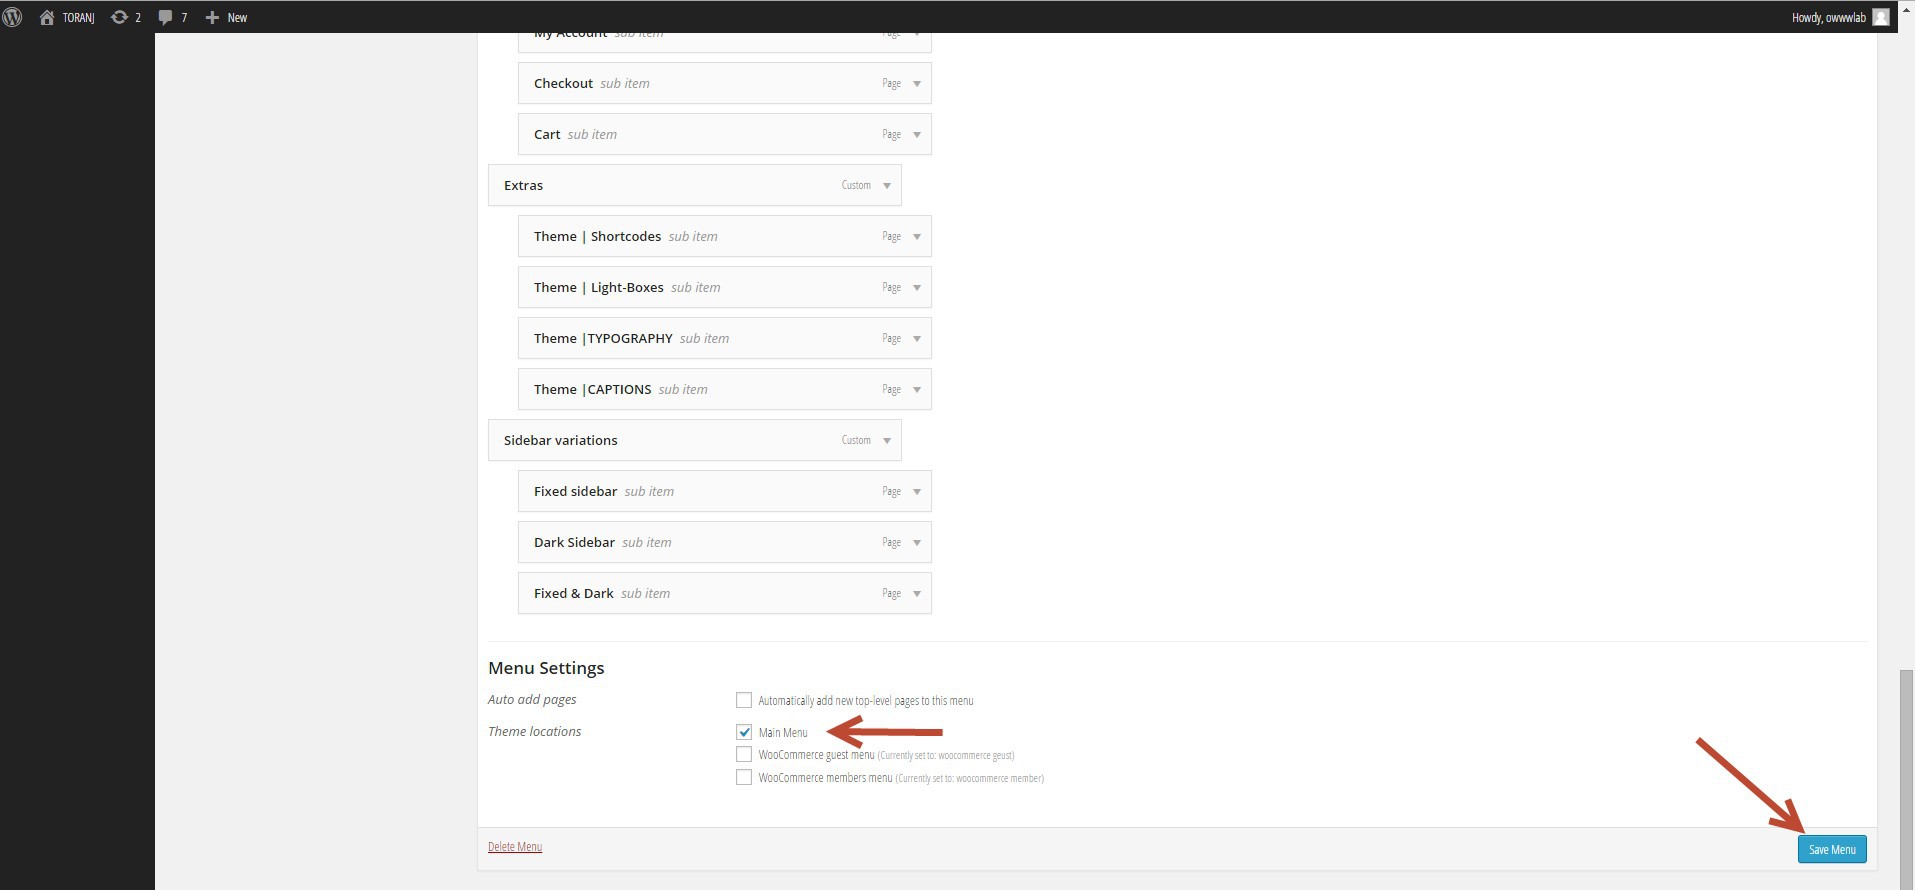 TORANJ 2 7 New Howdy, owwwlab
My Account sub item Page
Checkout sub item Page
Cart sub item Page
Extras Custom
Theme | Shortcodes sub item Page
Theme | Light-Boxes sub item Page
Theme |TYPOGRAPHY sub item Page
Theme |CAPTIONS sub item Page
Sidebar variations Custom
Fixed sidebar sub item Page
Dark Sidebar sub item Page
Fixed & Dark sub item Page
Menu Settings
Auto add pages Automatically add new top-level pages to this menu
Theme locations Main Menu
WooCommerce guest menu (Currently set to: woocommerce geust)
WooCommerce members menu (Currently set to: woocommerce member)
Delete Menu Save Menu